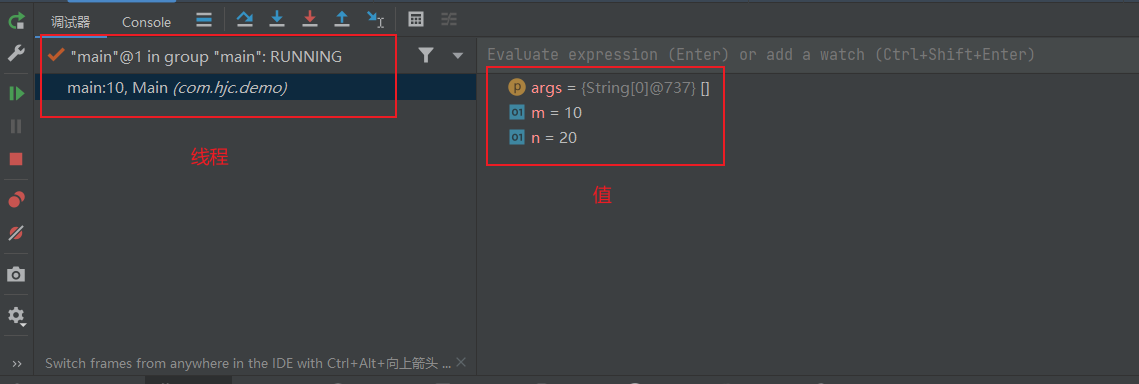 调试器 Console
"main"@1 in group "main": RUNNING
main:10, Main (com.hjc.demo)
线程
Switch frames from anywhere in the IDE with Ctrl+Alt+向上箭头 ...
Evaluate expression (Enter) or add a watch (Ctrl+Shift+Enter)
p args = {String[0]@737} []
01 m = 10
01 n = 20
值